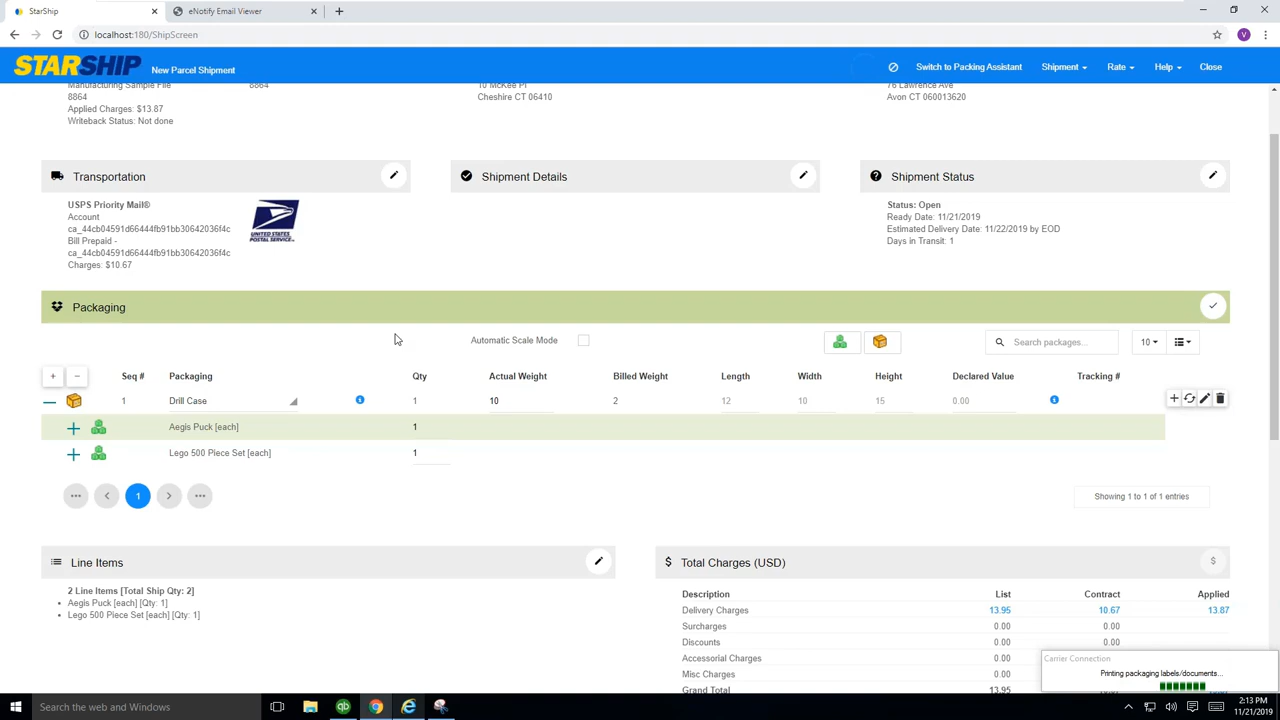 StarShip
eNotify Email Viewer
localhost:180/ShipScreen
V
STARSHIP
New Parcel Shipment
Switch to Packing Assistant
Shipment
Rate
Help
Close
Manufacturing Sample File
8864
8864
10 McKee Pl
76 Lawrence Ave
Applied Charges: $13.87
Cheshire CT 06410
Avon CT 060013620
Writeback Status: Not done
Transportation
Shipment Details
Shipment Status
USPS Priority Mail®
Account
ca_44cb04591d66444fb91bb30642036f4c
Bill Prepaid -
ca_44cb04591d66444fb91bb30642036f4c
Charges: $10.67
UNITED STATES
POSTAL SERVICE
Status: Open
Ready Date: 11/21/2019
Estimated Delivery Date: 11/22/2019 by EOD
Days in Transit: 1
Packaging
Automatic Scale Mode
Search packages...
10
Seq # Packaging Qty Actual Weight Billed Weight Length Width Height Declared Value Tracking #
1 Drill Case 1 10 2 12 10 15 0.00
Aegis Puck [each] 1
Lego 500 Piece Set [each] 1
1
Showing 1 to 1 of 1 entries
Line Items
2 Line Items [Total Ship Qty: 2]
Aegis Puck [each] [Qty: 1]
Lego 500 Piece Set [each] [Qty: 1]
$ Total Charges (USD) $
Description List Contract Applied
Delivery Charges 13.95 10.67 13.87
Surcharges 0.00 0.00
Discounts 0.00 0.00
Accessorial Charges 0.00 0.00
Misc Charges 0.00 0.00
Grand Total 13.95
Carrier Connection
Printing packaging labels/documents...
Search the web and Windows
2:13 PM
11/21/2019